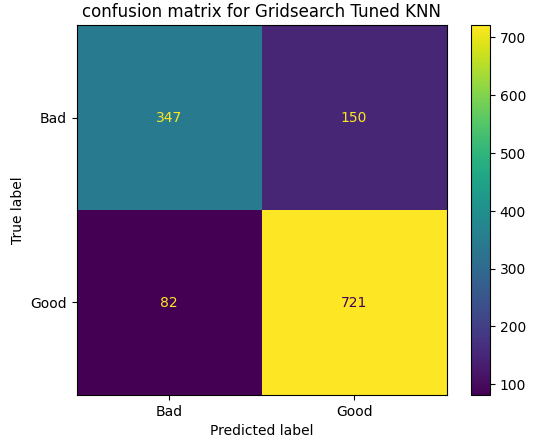 confusion matrix for Gridsearch Tuned KNN
True label
Bad
347
150
Good
82
721
Bad
Good
Predicted label
700
600
500
400
300
200
100